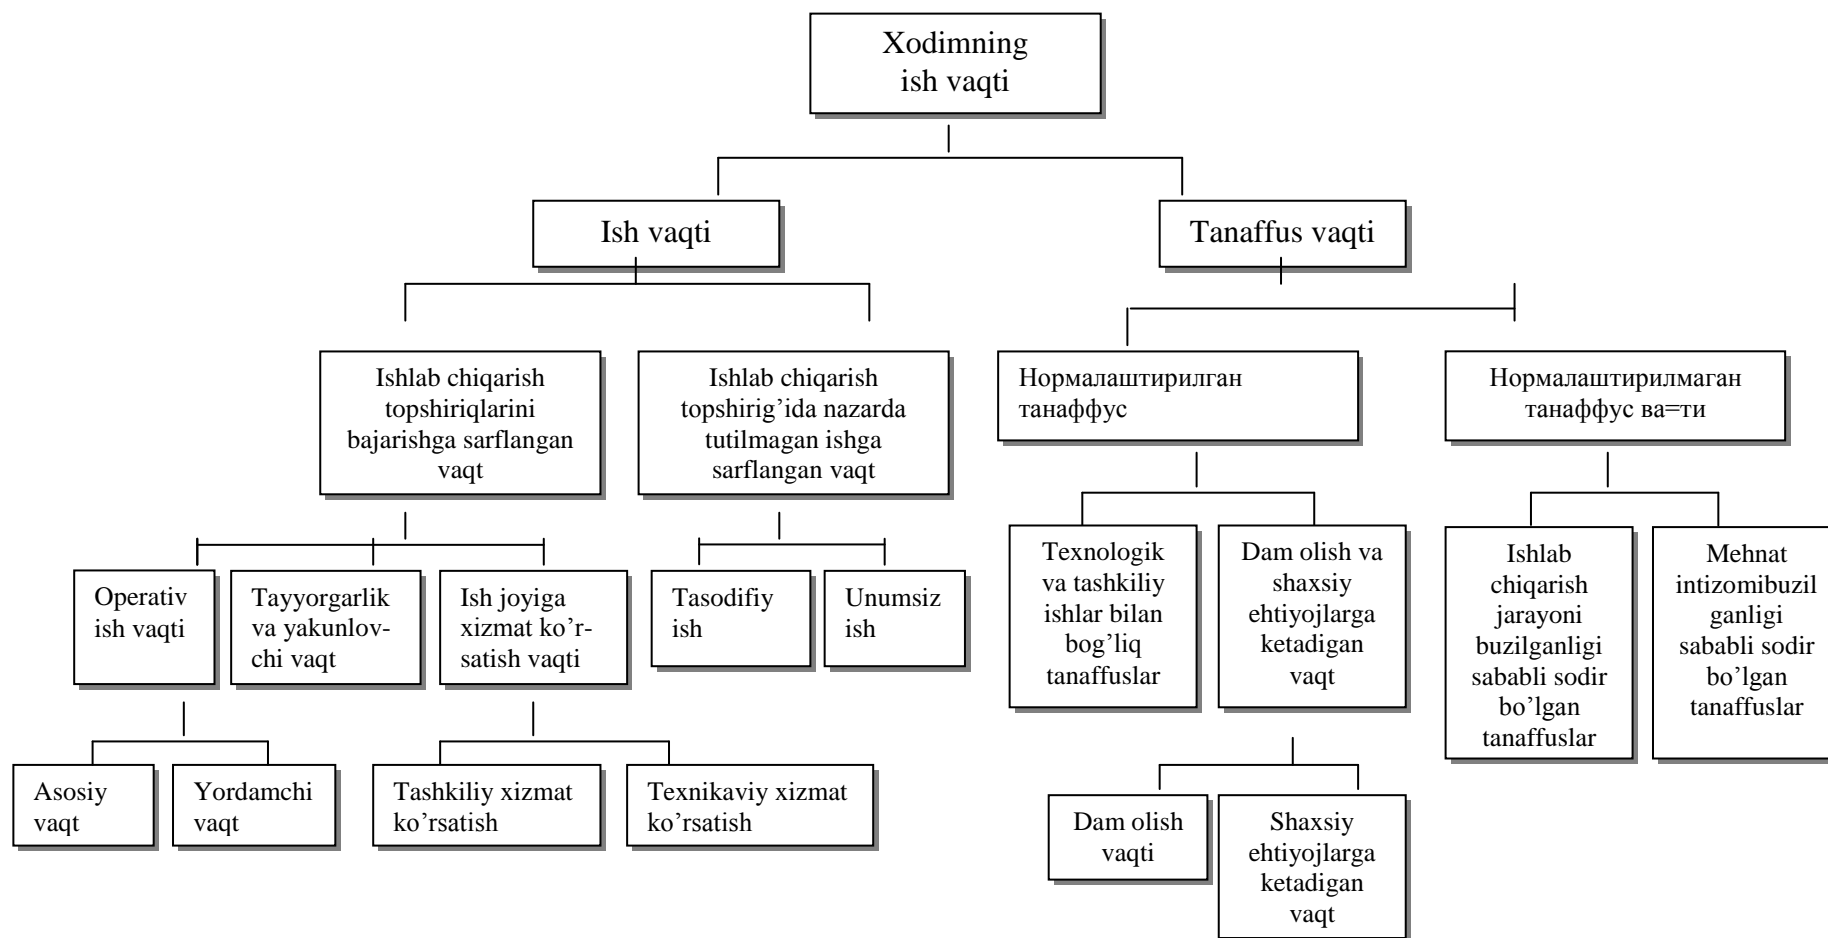 Xodimning
ish vaqti
Ish vaqti
Tanaffus vaqti
Ishlab chiqarish
topshiriqlarini
bajarishga sarflangan
vaqt
Ishlab chiqarish
topshirig’ida nazarda
tutilmagan ishga
sarflangan vaqt
Нормалаштирилган
танаффус
Нормалаштирилмаган
танаффус ва=ти
Operativ
ish vaqti
Tayyorgarlik
va yakunlov-
chi vaqt
Ish joyiga
xizmat ko’r-
satish vaqti
Tasodifiy
ish
Unumsiz
ish
Texnologik
va tashkiliy
ishlar bilan
bog’liq
tanaffuslar
Dam olish va
shaxsiy
ehtiyojlarga
ketadigan
vaqt
Ishlab
chiqarish
jarayoni
buzilganligi
sababli sodir
bo’lgan
tanaffuslar
Mehnat
intizomibuzil
ganligi
sababli sodir
bo’lgan
tanaffuslar
Asosiy
vaqt
Yordamchi
vaqt
Tashkiliy xizmat
ko’rsatish
Texnikaviy xizmat
ko’rsatish
Dam olish
vaqti
Shaxsiy
ehtiyojlarga
ketadigan
vaqt